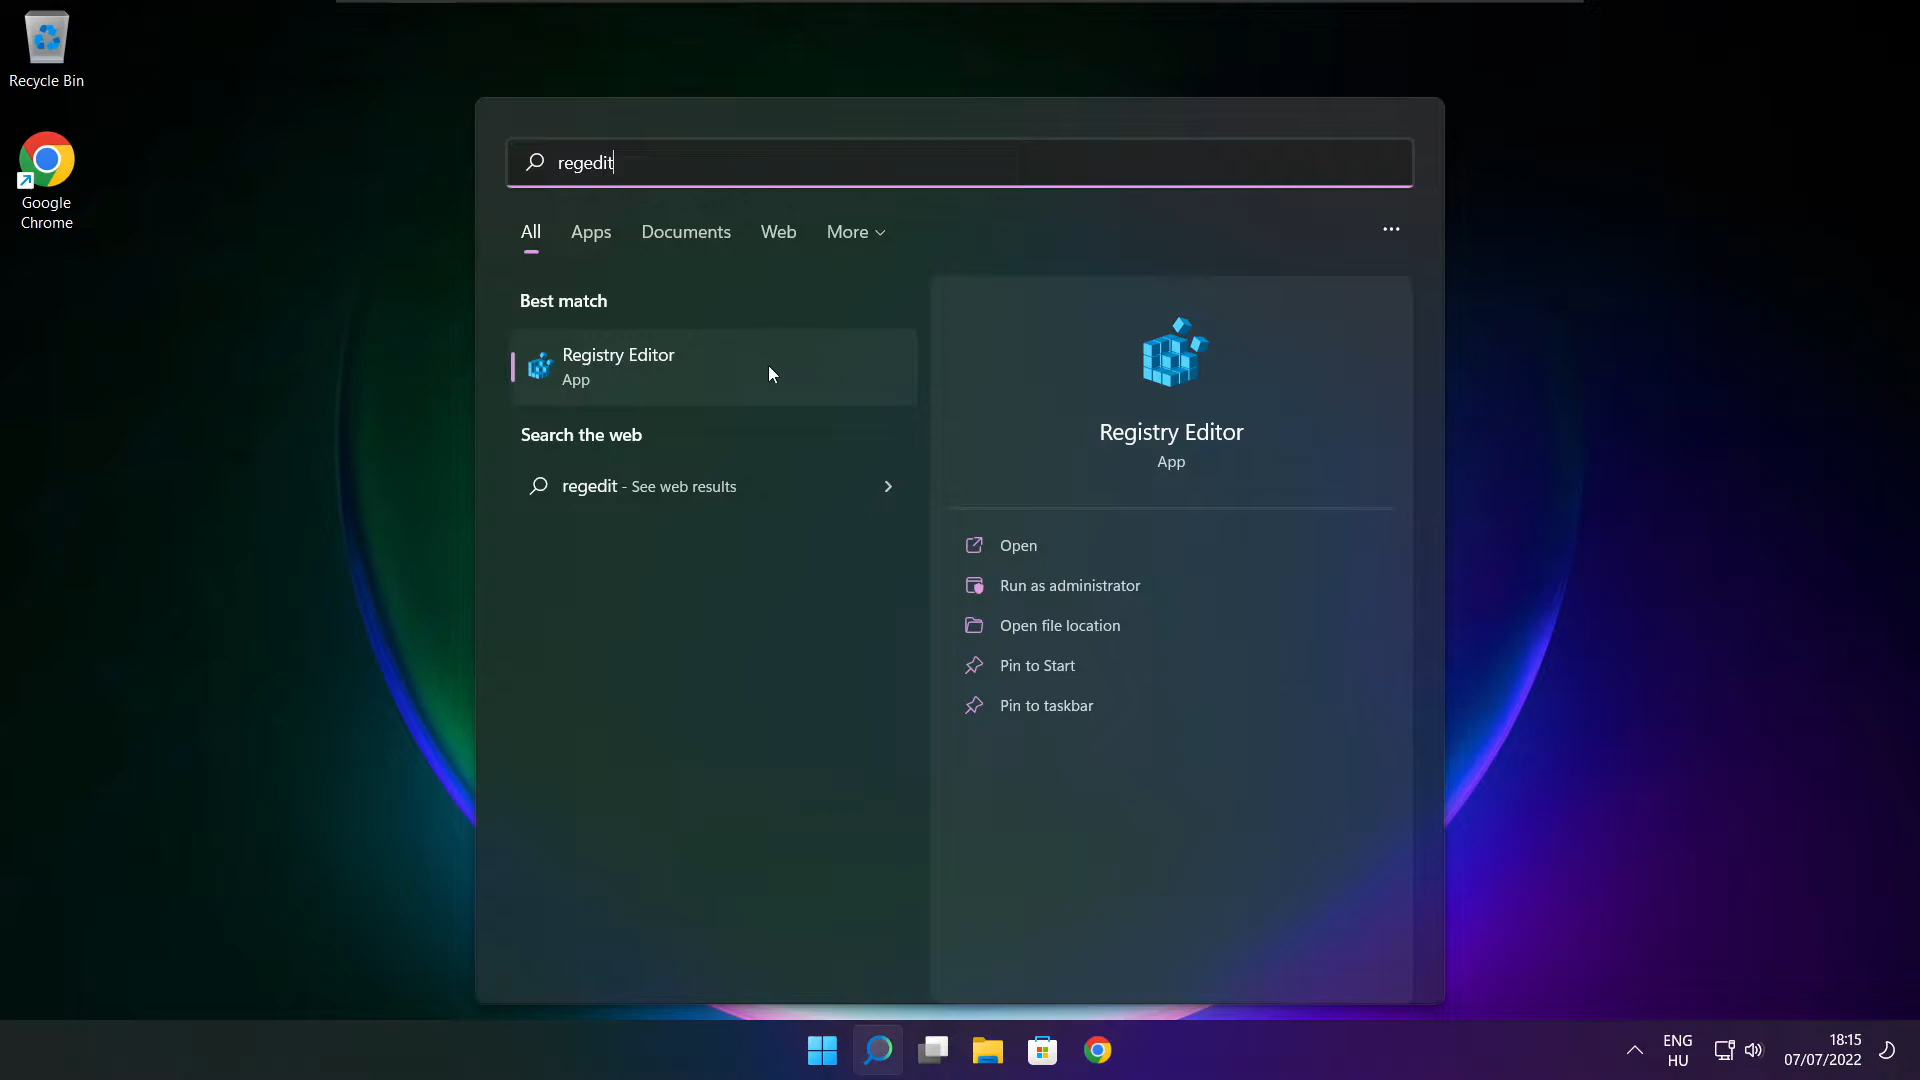 Recycle Bin
Google
Chrome
regedit
All Apps Documents Web More
Best match
Registry Editor
App
Search the web
regedit - See web results
Registry Editor
App
Open
Run as administrator
Open file location
Pin to Start
Pin to taskbar
ENG
HU
18:15
07/07/2022